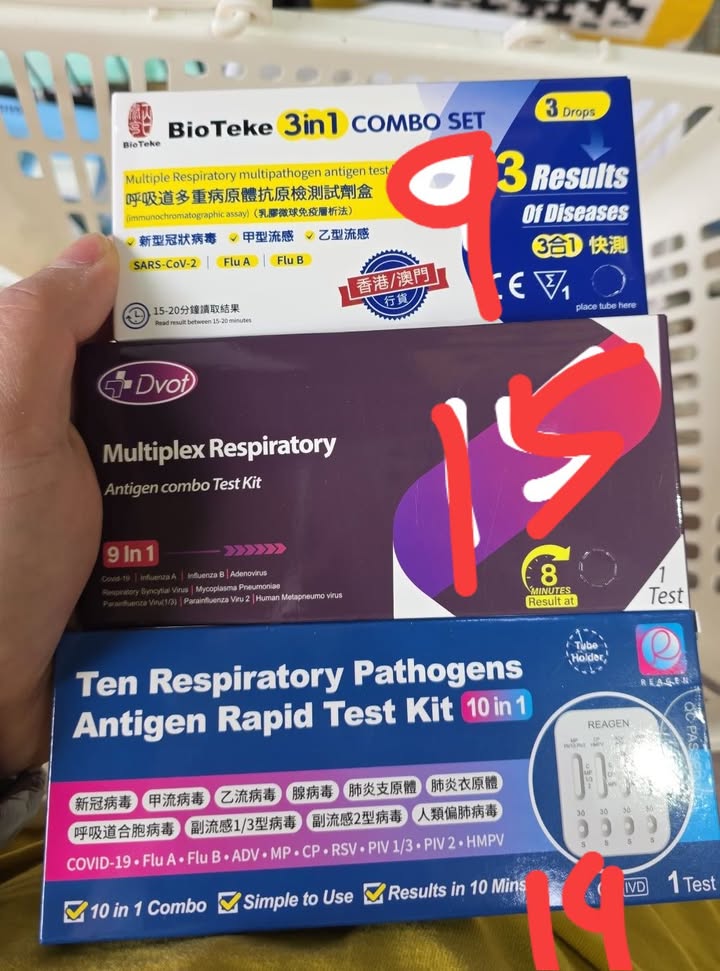 BioTeke
BioTeke 3in1 COMBO SET
3 Drops
Multiple Respiratory multipathogen antigen test
呼吸道多重病原體抗原檢測試劑盒
(immunochromatographic assay) (乳膠微球免疫層析法)
新型冠狀病毒 甲型流感 乙型流感
SARS-CoV-2 | Flu A | Flu B
香港/澳門
行貨
15-20分鐘讀取結果
Read result between 15-20 minutes
9
3 Results
Of Diseases
3合1 快測
CE Σ 1
place tube here
Dvot
Multiplex Respiratory
Antigen combo Test Kit
15
9 In 1
Covid-19 | Influenza A | Influenza B | Adenovirus
Respiratory Syncytial Virus | Mycoplasma Pneumoniae
Parainfluenza Viru(1/3) | Parainfluenza Viru 2 | Human Metapneumo virus
8
MINUTES
Result at
1
Test
Ten Respiratory Pathogens
Antigen Rapid Test Kit 10 in 1
Tube
Holder
REAGEN
REAGEN
新冠病毒 甲流病毒 乙流病毒 腺病毒 肺炎支原體 肺炎衣原體
呼吸道合胞病毒 副流感1/3型病毒 副流感2型病毒 人類偏肺病毒
COVID-19 • Flu A • Flu B • ADV • MP • CP • RSV • PIV 1/3 • PIV 2 • HMPV
10 in 1 Combo Simple to Use Results in 10 Mins
IVD
1 Test
19